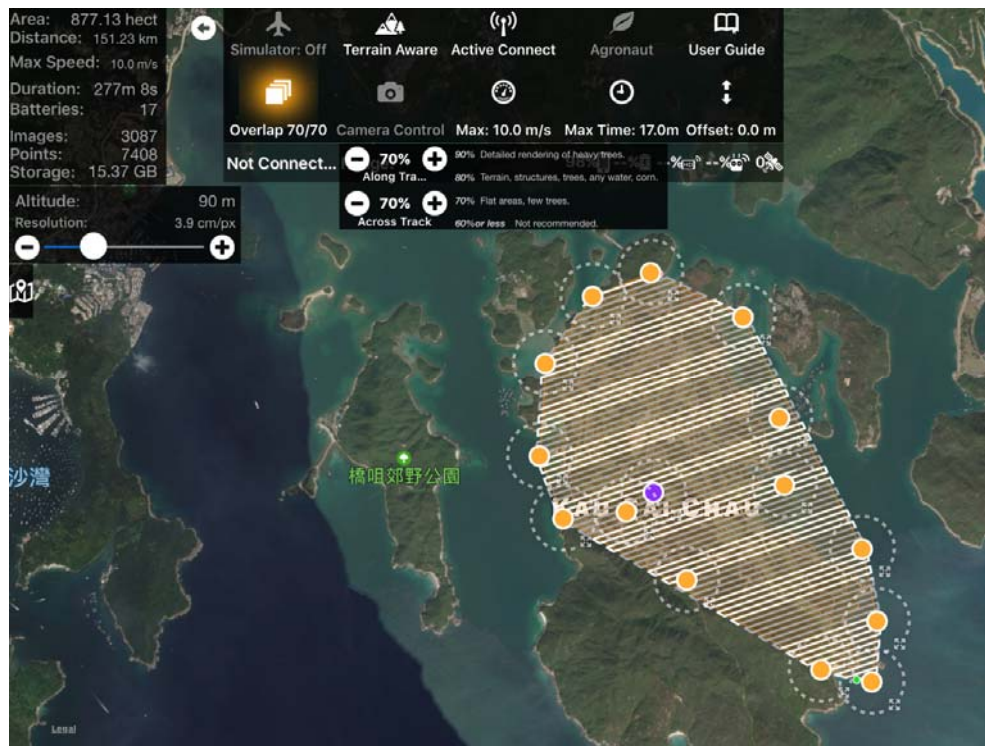 Area: 877.13 hect
Distance: 151.23 km
Max Speed: 10.0 m/s
Duration: 277m 8s
Batteries: 17
Images: 3087
Points: 7408
Storage: 15.37 GB
Simulator: Off Terrain Aware Active Connect Agronaut User Guide
Overlap 70/70 Camera Control Max: 10.0 m/s Max Time: 17.0m Offset: 0.0 m
Not Connect...
70%
Along Tra...
70%
Across Track
90% Detailed rendering of heavy trees.
80% Terrain, structures, trees, any water, corn.
70% Flat areas, few trees.
60%or less Not recommended.
--% --%
Altitude: 90 m
Resolution: 3.9 cm/px
沙灣
橋咀郊野公園
KAU SAI CHAU
Legal